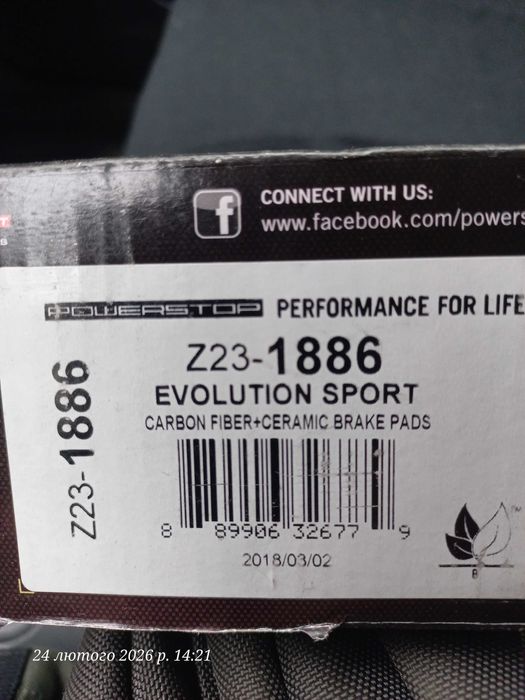 CONNECT WITH US:
www.facebook.com/powers
POWERSTOP PERFORMANCE FOR LIFE
Z23-1886
Z23-1886
EVOLUTION SPORT
CARBON FIBER+CERAMIC BRAKE PADS
8 89906 32677 9
2018/03/02
TM
24 лютого 2026 р. 14:21